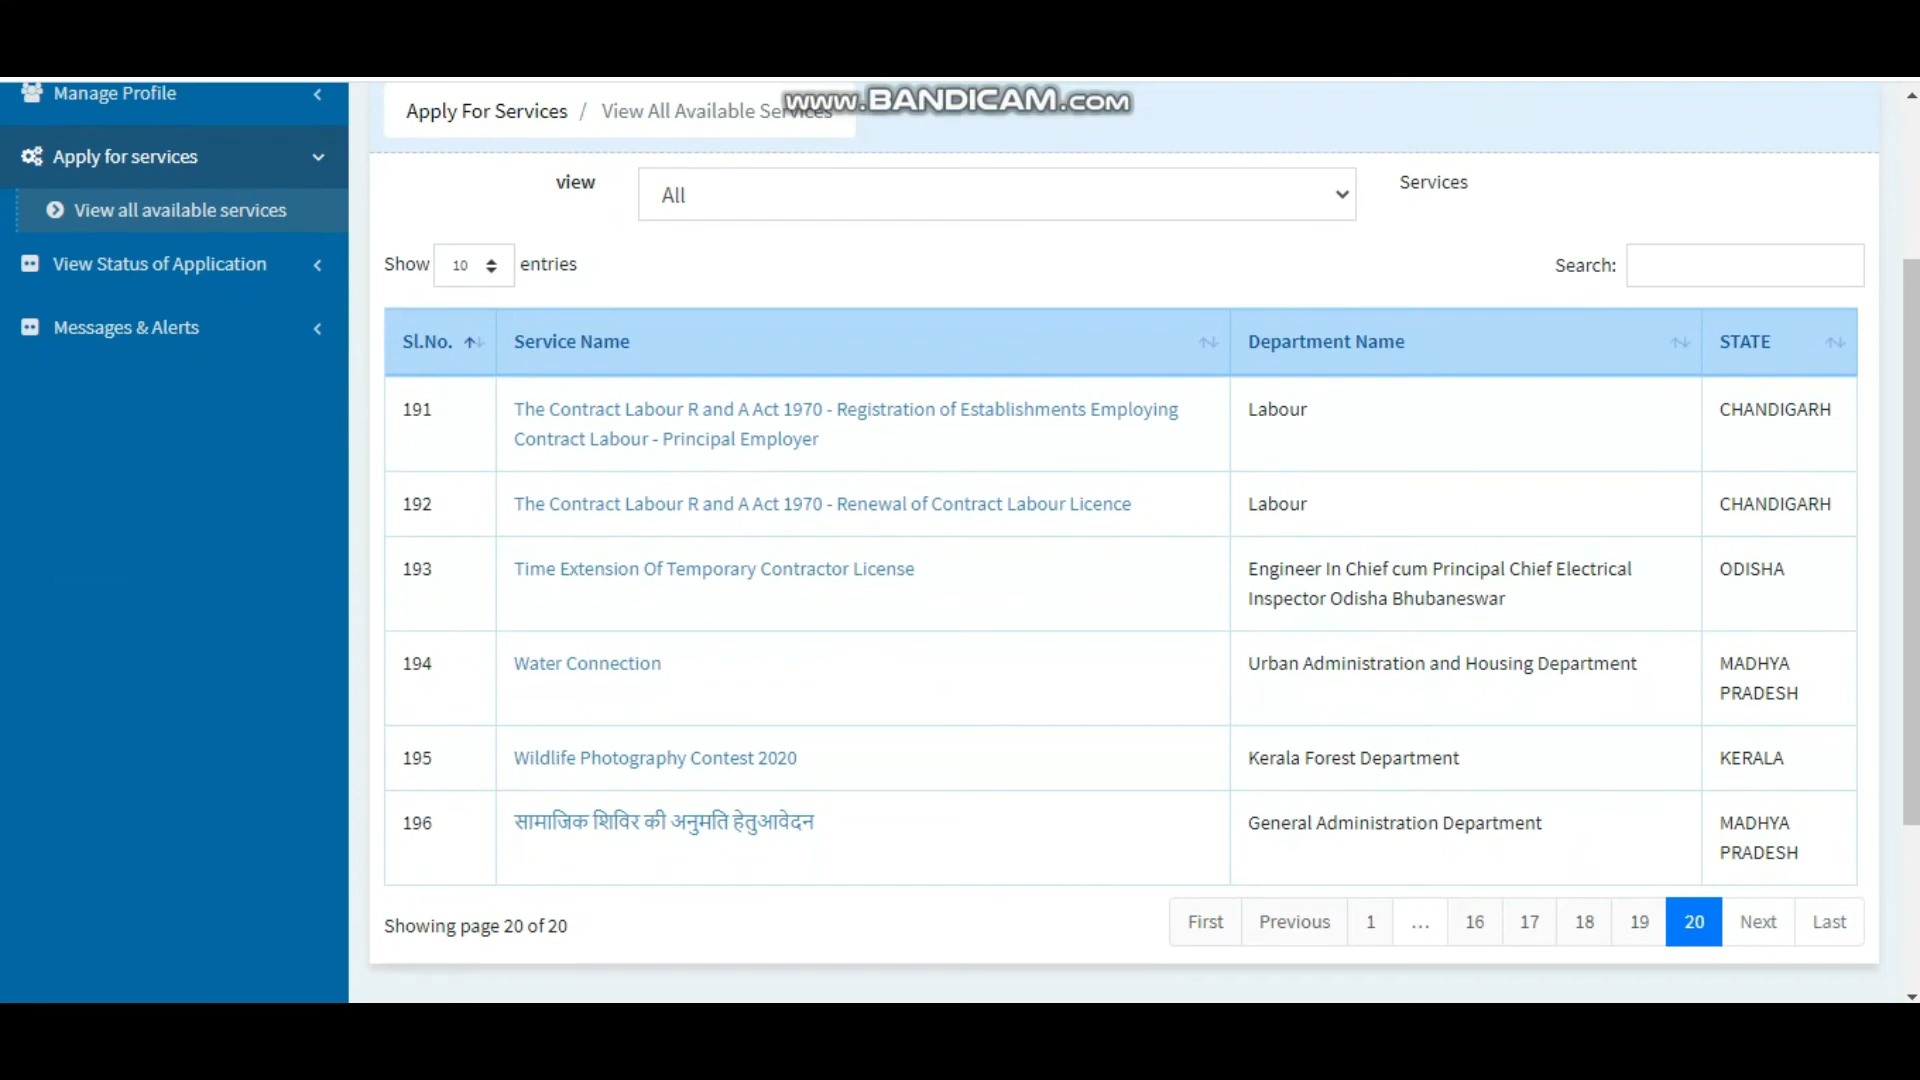 www.BANDICAM.com
Manage Profile
Apply for services
View all available services
View Status of Application
Messages & Alerts
Apply For Services / View All Available Services
view All Services
Show 10 entries Search:
Sl.No. Service Name Department Name STATE
191 The Contract Labour R and A Act 1970 - Registration of Establishments Employing Labour CHANDIGARH
Contract Labour - Principal Employer
192 The Contract Labour R and A Act 1970 - Renewal of Contract Labour Licence Labour CHANDIGARH
193 Time Extension Of Temporary Contractor License Engineer In Chief cum Principal Chief Electrical ODISHA
Inspector Odisha Bhubaneswar
194 Water Connection Urban Administration and Housing Department MADHYA
PRADESH
195 Wildlife Photography Contest 2020 Kerala Forest Department KERALA
196 सामाजिक शिविर की अनुमति हेतुआवेदन General Administration Department MADHYA
PRADESH
Showing page 20 of 20 First Previous 1 ... 16 17 18 19 20 Next Last